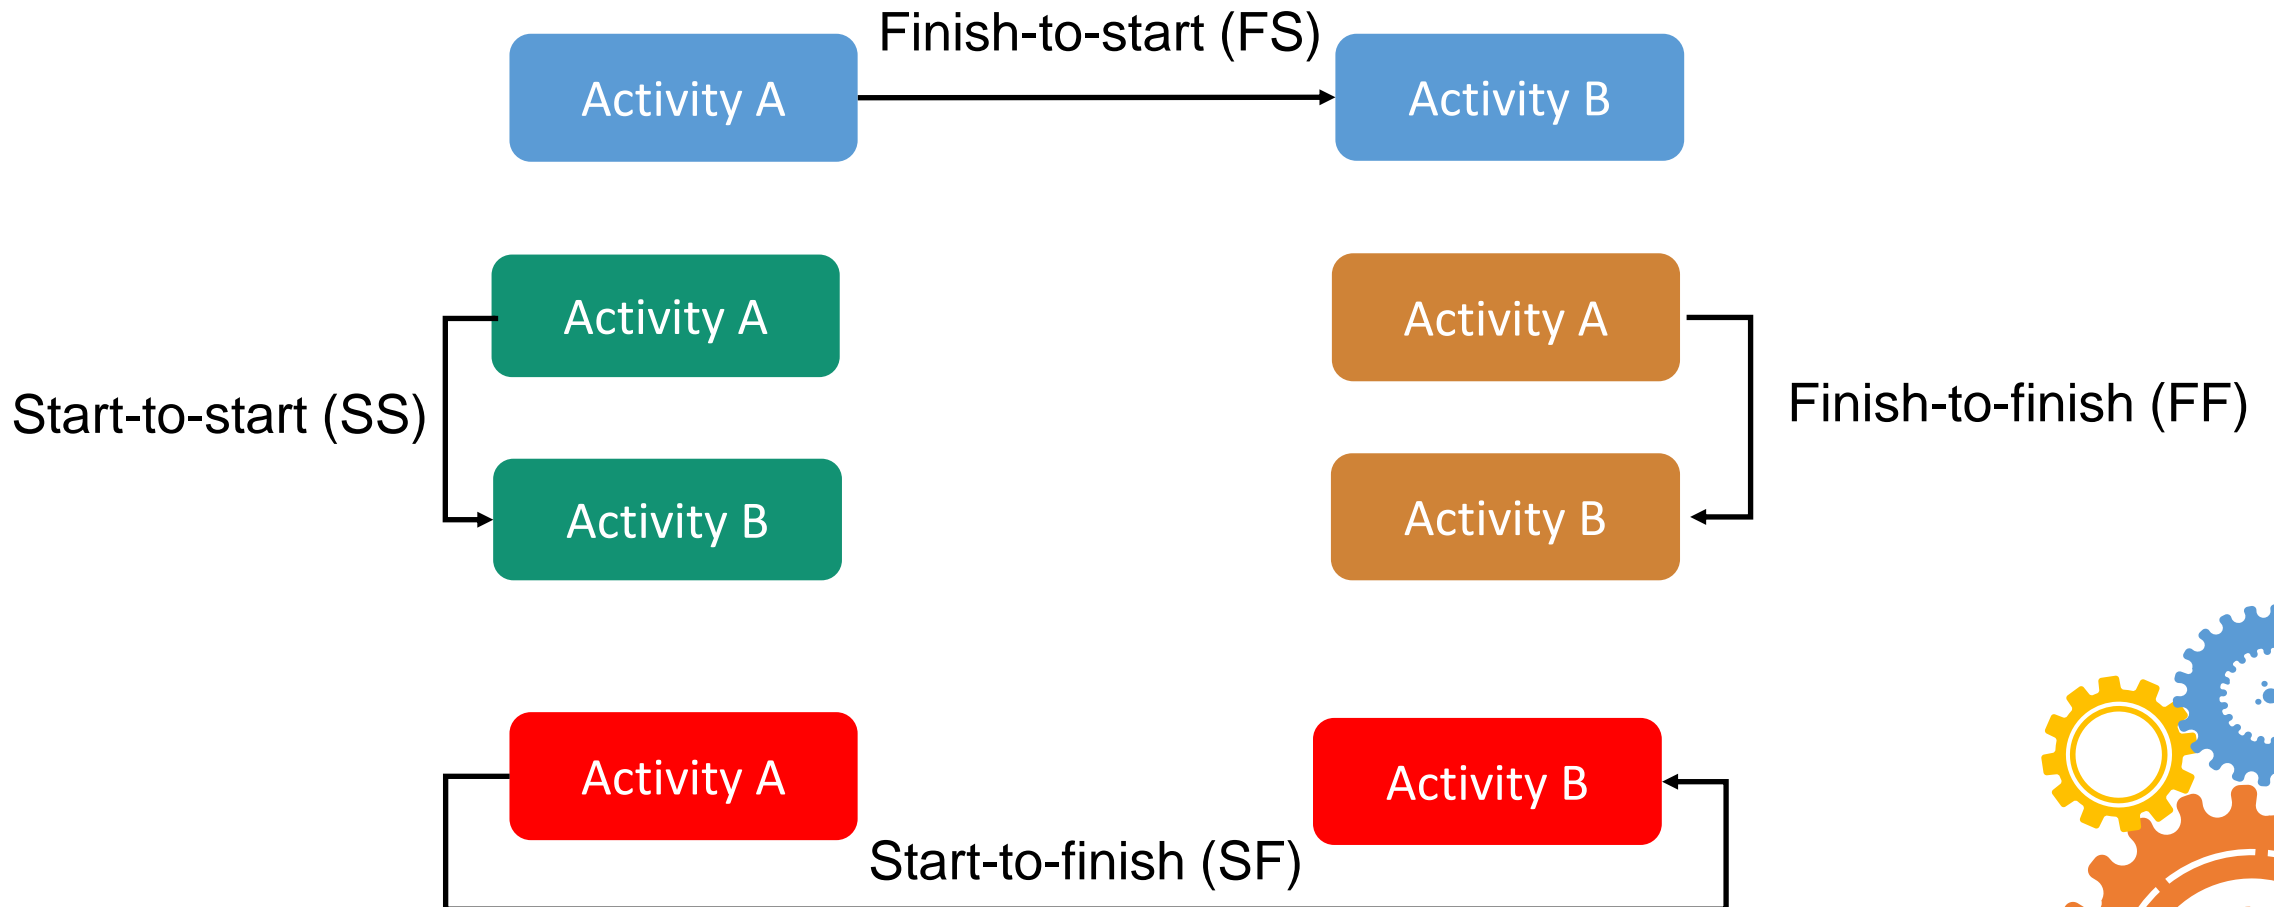 Finish-to-start (FS)
Activity A
Activity B
Activity A
Activity A
Start-to-start (SS)
Finish-to-finish (FF)
Activity B
Activity B
Activity A
Activity B
Start-to-finish (SF)